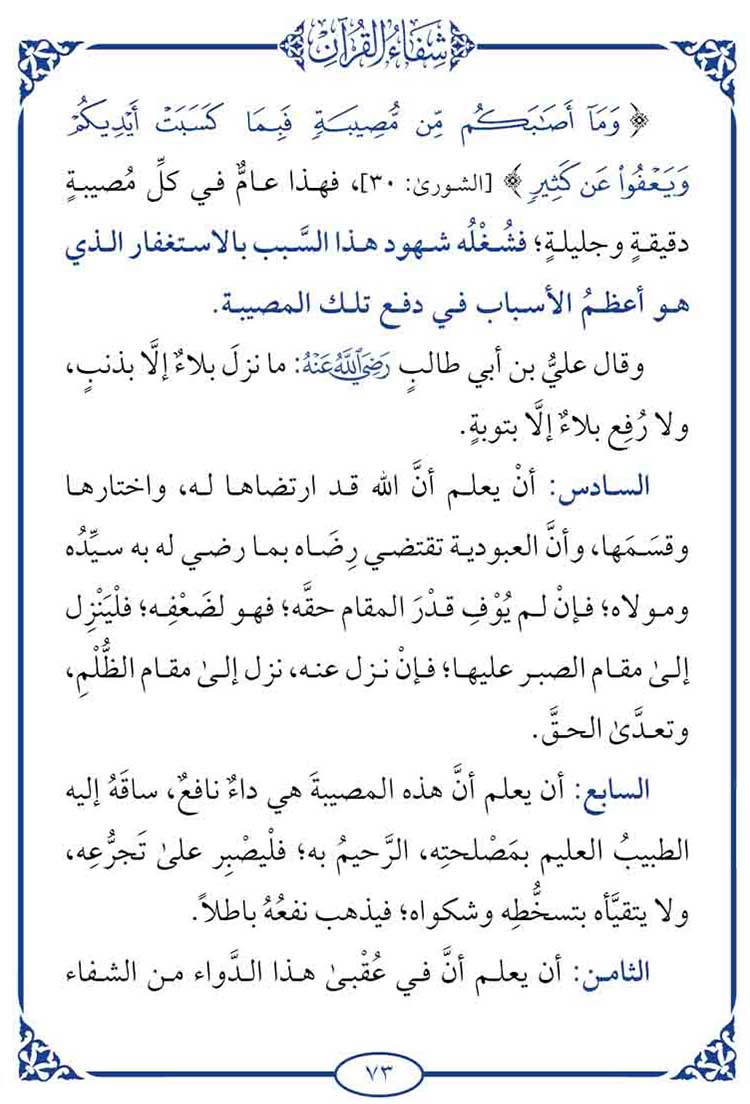 شِفَاءُ القُرْآنِ
﴿ وَمَآ أَصَٰبَكُم مِّن مُّصِيبَةٖ فَبِمَا كَسَبَتۡ أَيۡدِيكُمۡ
وَيَعۡفُواْ عَن كَثِيرٖ ﴾ [الشورىٰ: ٣٠]، فهذا عامٌّ في كلِّ مُصيبةٍ
دقيقةٍ وجليلةٍ؛ فشُغْلُه شهود هذا السَّبب بالاستغفار الذي
هو أعظمُ الأسباب في دفع تلك المصيبة.
وقال عليُّ بن أبي طالبٍ رَضِيَ ٱللَّهُ عَنْهُ: ما نزلَ بلاءٌ إلَّا بذنبٍ،
ولا رُفِع بلاءٌ إلَّا بتوبةٍ.
السادس: أنْ يعلم أنَّ الله قد ارتضاها له، واختارها
وقسَمَها، وأنَّ العبودية تقتضي رِضَاه بما رضي له به سيِّدُه
ومولاه؛ فإنْ لم يُوْفِ قدْرَ المقام حقَّه؛ فهو لضَعْفِه؛ فلْيَنْزِل
إلىٰ مقام الصبر عليها؛ فإنْ نزل عنه، نزل إلىٰ مقام الظُّلْمِ،
وتعدَّىٰ الحقَّ.
السابع: أن يعلم أنَّ هذه المصيبةَ هي داءٌ نافعٌ، ساقَهُ إليه
الطبيبُ العليم بمَصْلحتِه، الرَّحيمُ به؛ فلْيصْبِر علىٰ تَجرُّعِه،
ولا يتقيَّأه بتسخُّطِه وشكواه؛ فيذهب نفعُهُ باطلاً.
الثامن: أن يعلم أنَّ في عُقْبىٰ هذا الدَّواء من الشفاء
٧٣